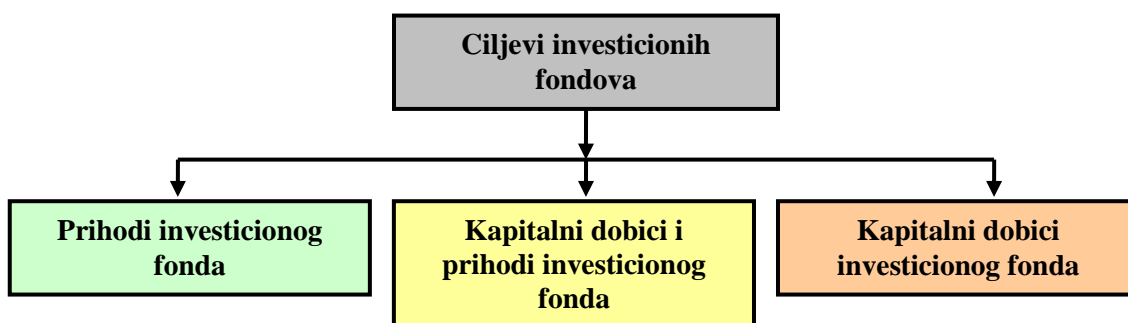 Ciljevi investicionih
fondova
Prihodi investicionog
fonda
Kapitalni dobici i
prihodi investicionog
fonda
Kapitalni dobici
investicionog fonda